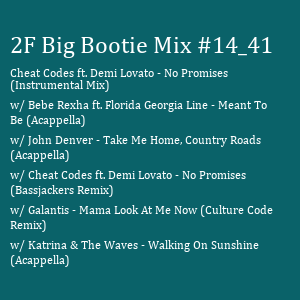 2F Big Bootie Mix #14_41
Cheat Codes ft. Demi Lovato - No Promises
(Instrumental Mix)
w/ Bebe Rexha ft. Florida Georgia Line - Meant To
Be (Acappella)
w/ John Denver - Take Me Home, Country Roads
(Acappella)
w/ Cheat Codes ft. Demi Lovato - No Promises
(Bassjackers Remix)
w/ Galantis - Mama Look At Me Now (Culture Code
Remix)
w/ Katrina & The Waves - Walking On Sunshine
(Acappella)